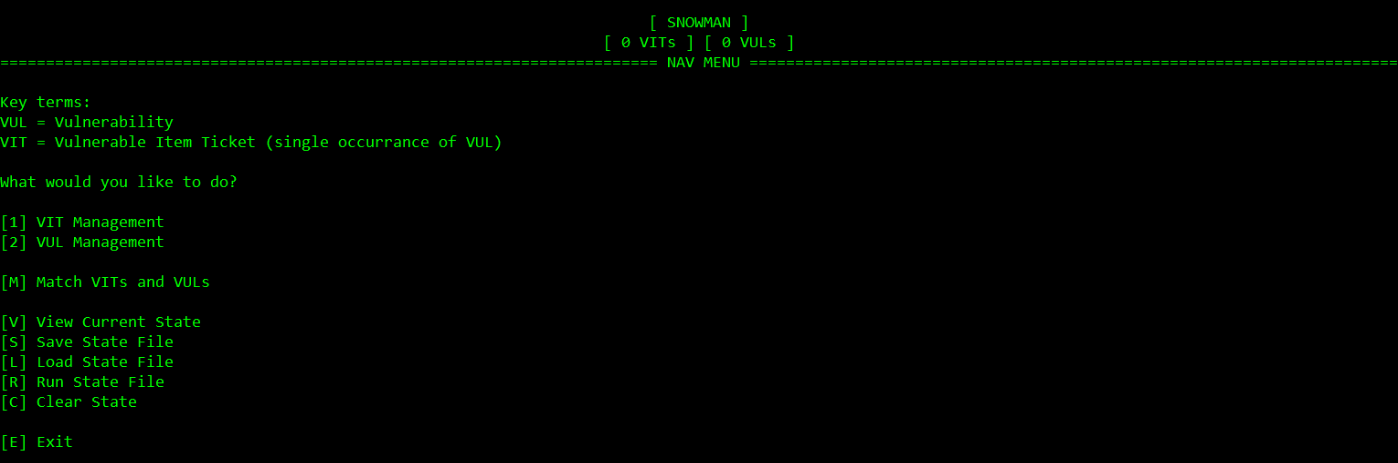 [ SNOWMAN ]
[ 0 VITs ] [ 0 VULs ]
======================================================================== NAV MENU =======================================================================
Key terms:
VUL = Vulnerability
VIT = Vulnerable Item Ticket (single occurrance of VUL)
What would you like to do?
[1] VIT Management
[2] VUL Management
[M] Match VITs and VULs
[V] View Current State
[S] Save State File
[L] Load State File
[R] Run State File
[C] Clear State
[E] Exit